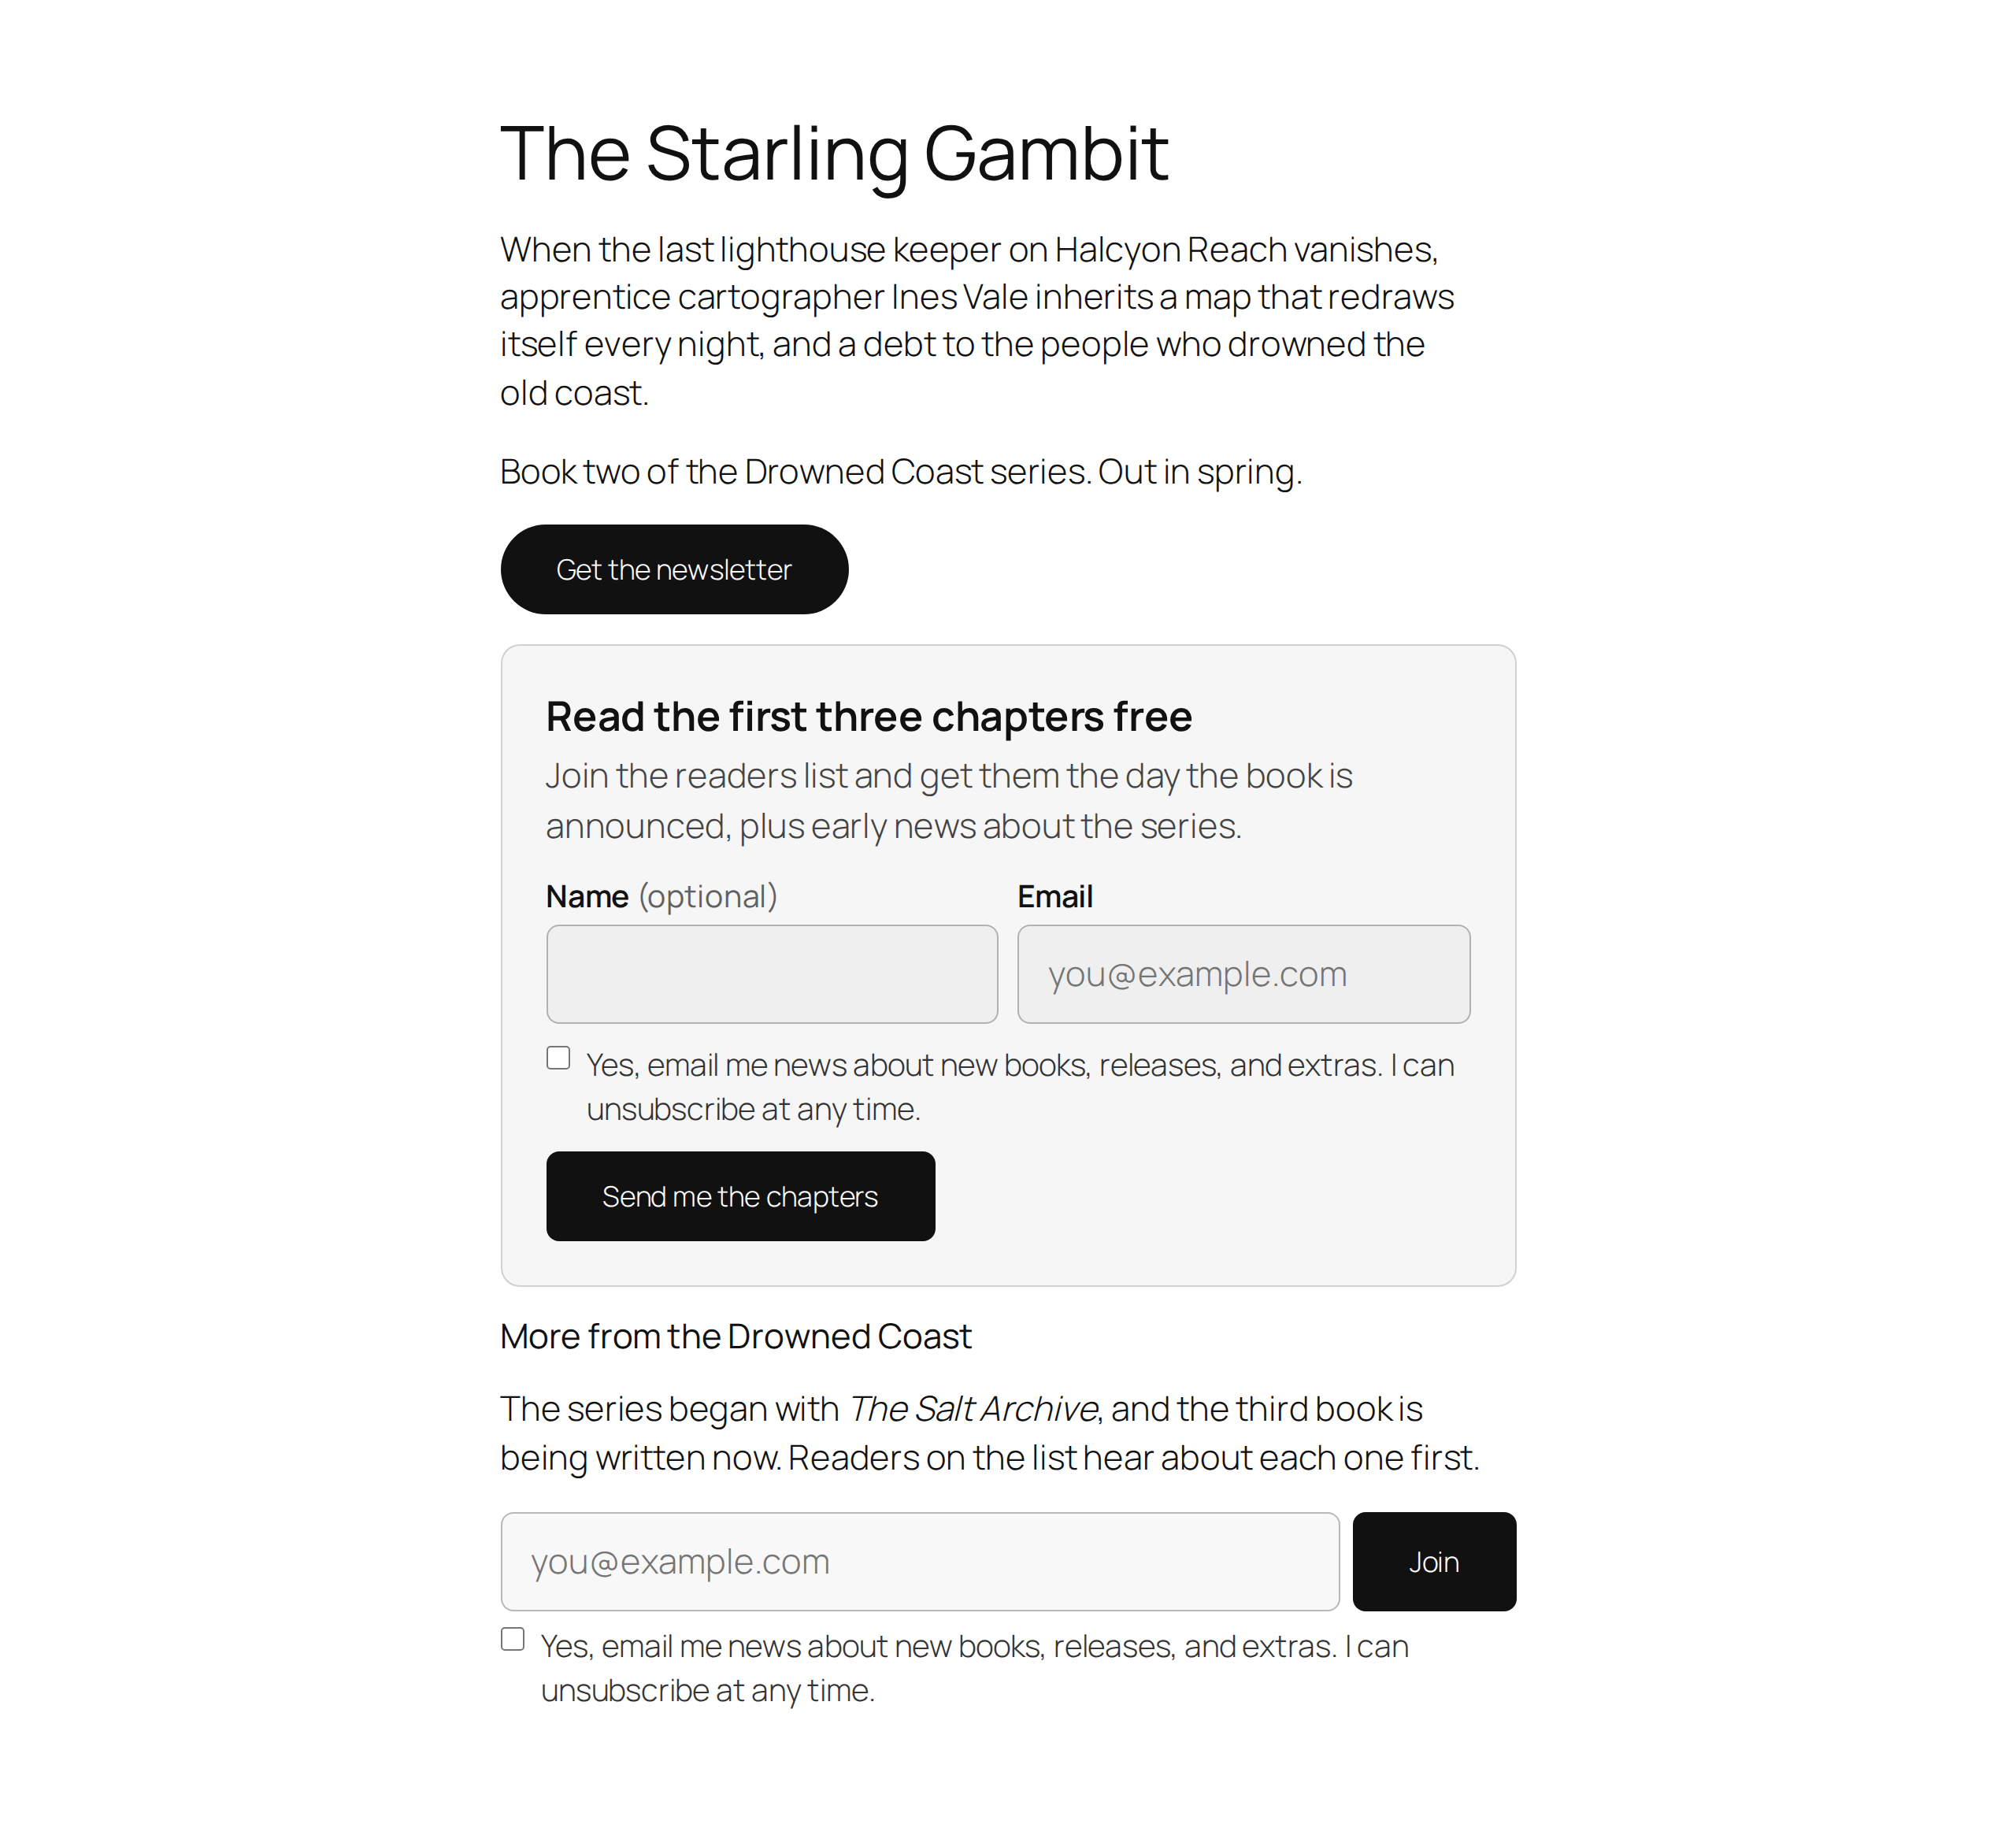 The Starling Gambit
When the last lighthouse keeper on Halcyon Reach vanishes,
apprentice cartographer Ines Vale inherits a map that redraws
itself every night, and a debt to the people who drowned the
old coast.
Book two of the Drowned Coast series. Out in spring.
Get the newsletter
Read the first three chapters free
Join the readers list and get them the day the book is
announced, plus early news about the series.
Name (optional)
Email
you@example.com
Yes, email me news about new books, releases, and extras. I can
unsubscribe at any time.
Send me the chapters
More from the Drowned Coast
The series began with The Salt Archive, and the third book is
being written now. Readers on the list hear about each one first.
you@example.com
Join
Yes, email me news about new books, releases, and extras. I can
unsubscribe at any time.